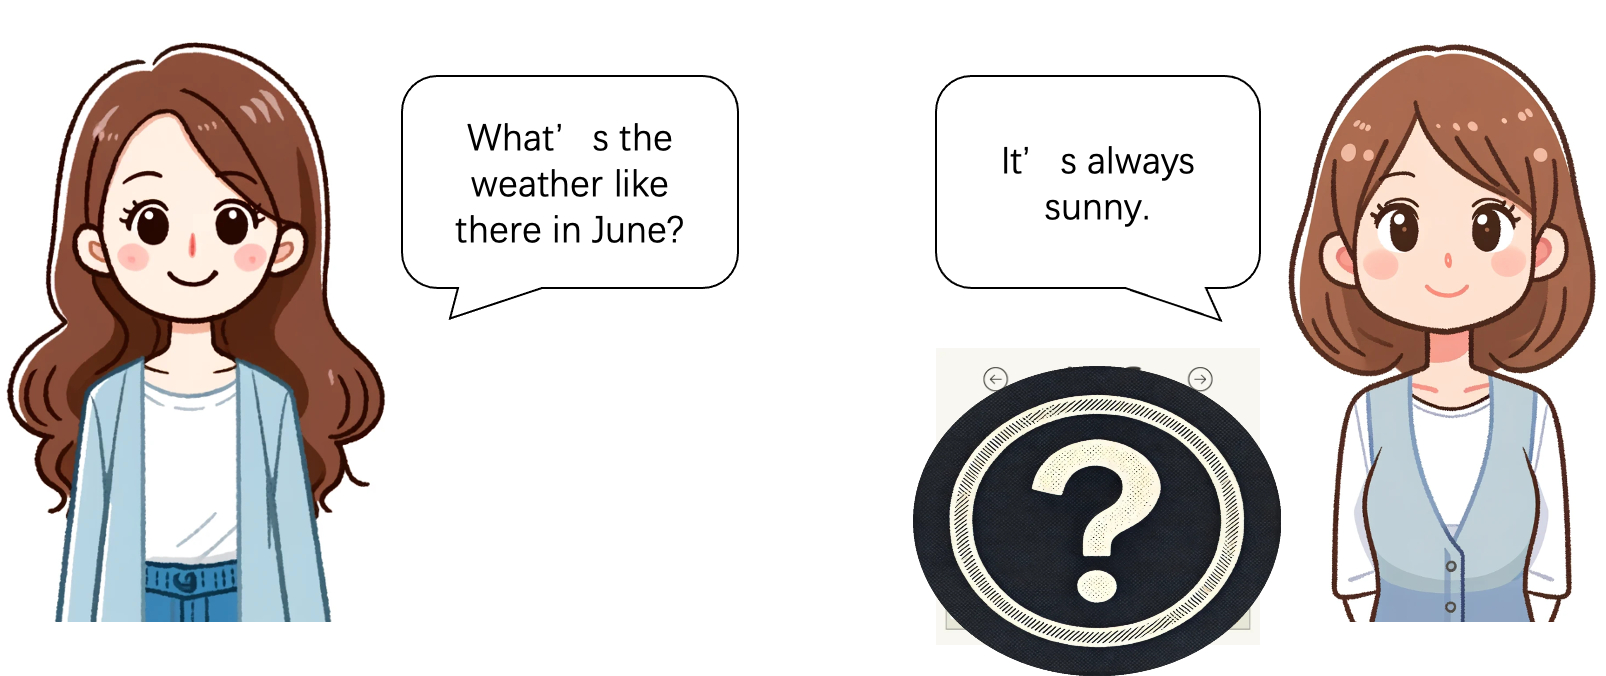 What’ s the
weather like
there in June?
It’ s always
sunny.
?